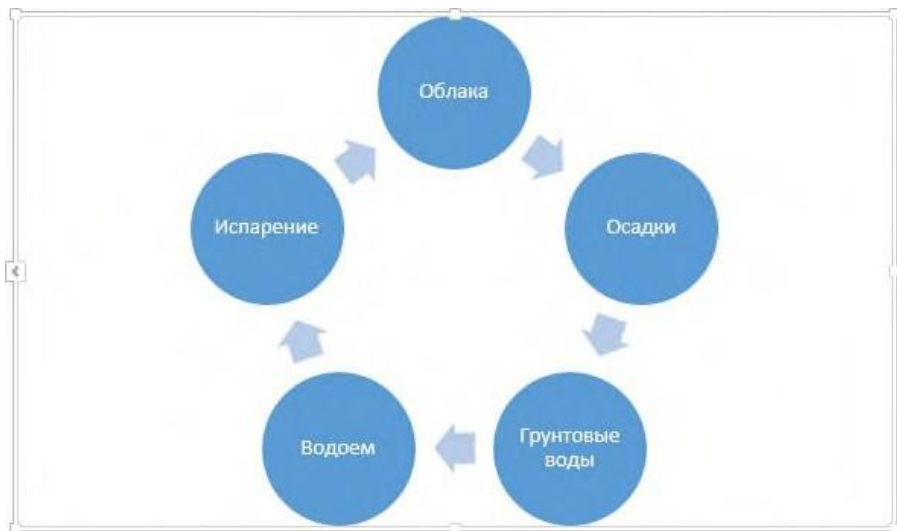 Облака
Осадки
Грунтовые
воды
Водоем
Испарение